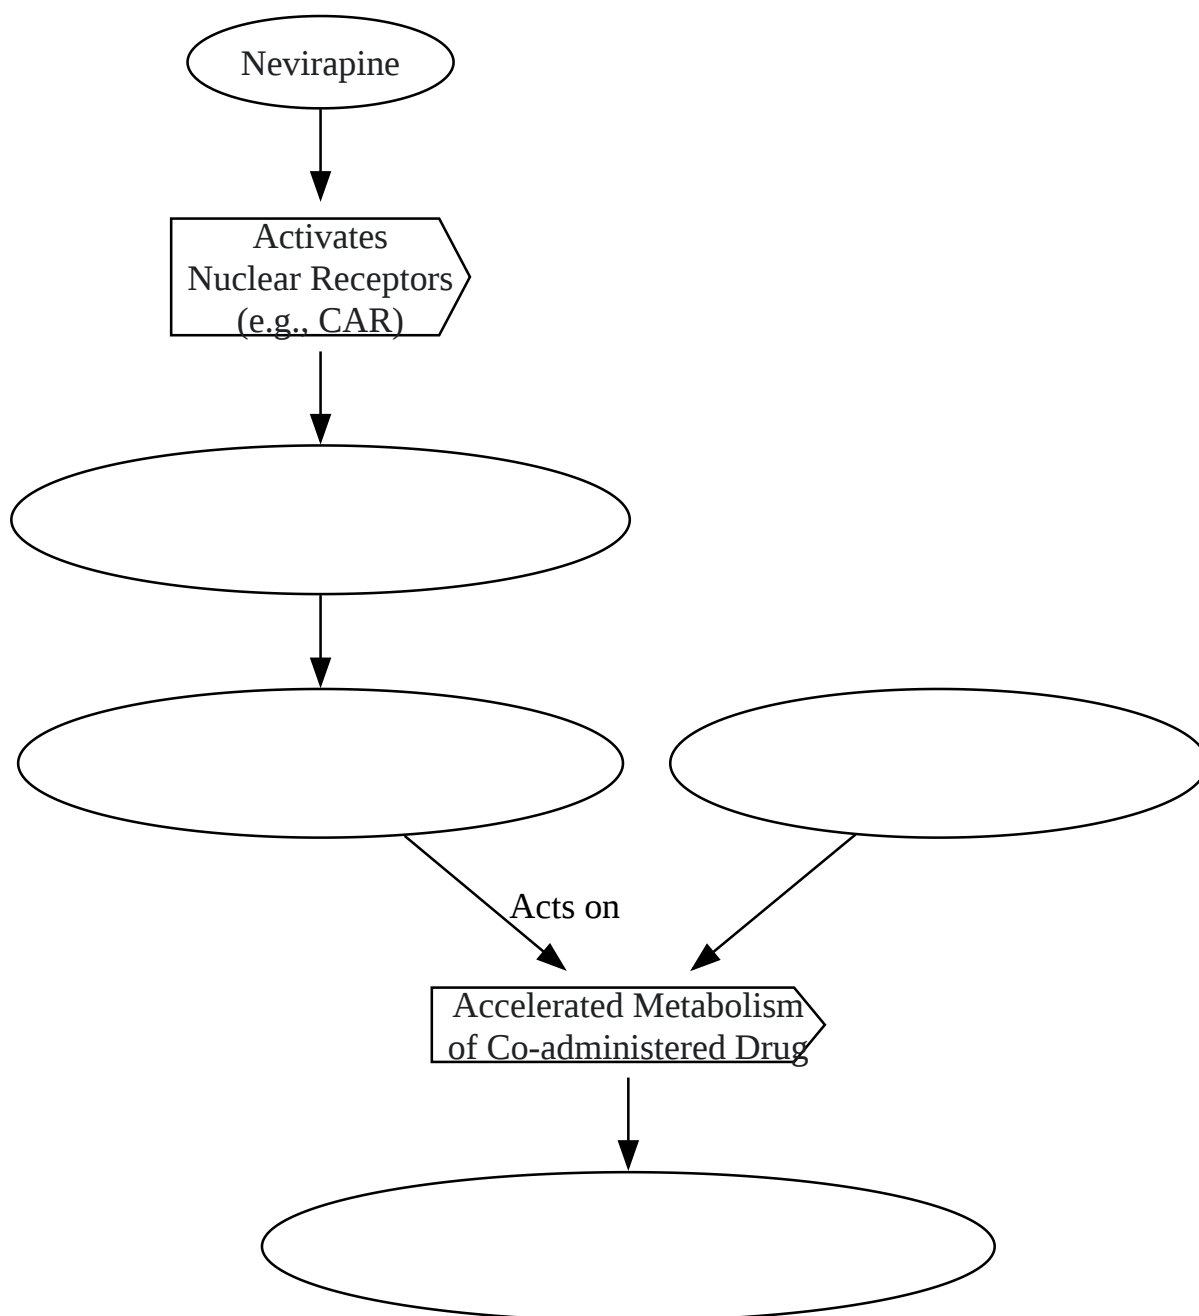 Nevirapine
Activates
Nuclear Receptors
(e.g., CAR)
Acts on
Accelerated Metabolism
of Co-administered Drug